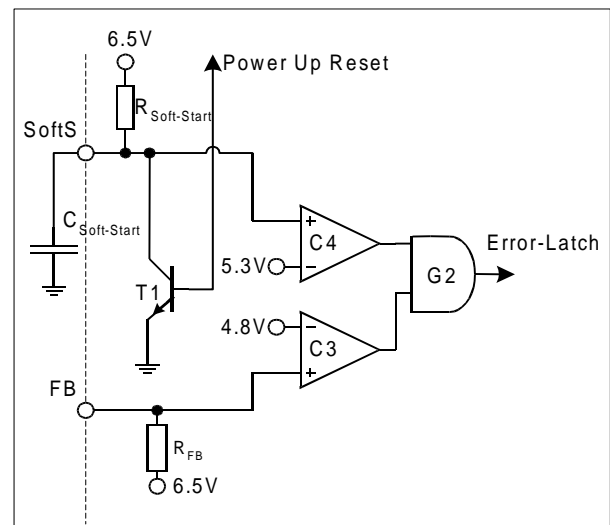 6.5V
Power Up Reset
R Soft-Start
SoftS
C Soft-Start
C4
Error-Latch
5.3V
G2
T1
4.8V
C3
FB
R FB
6.5V